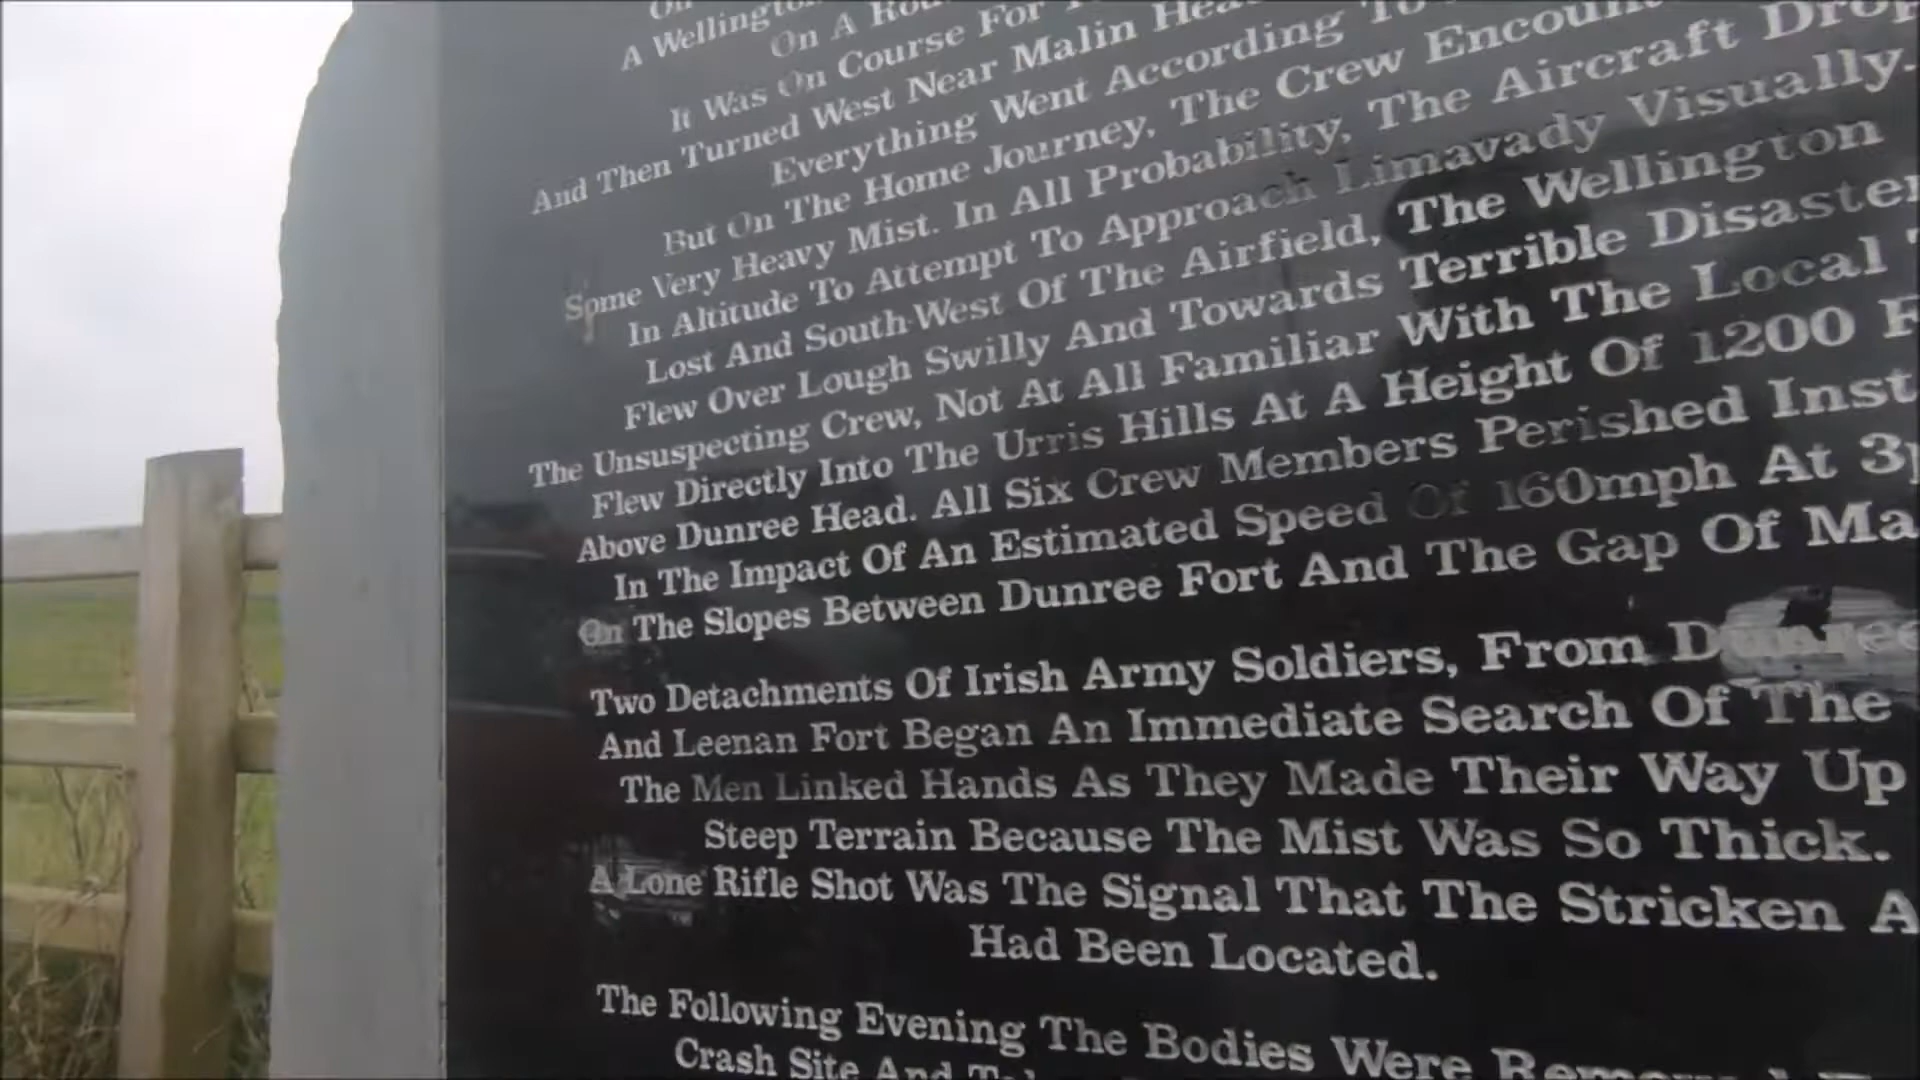 On
A Wellington
On A
It Was On Course For
And Then Turned West Near Malin Head
Everything Went According To
But On The Home Journey, The Crew
Some Very Heavy Mist. In All Probability, The Aircraft
In Altitude To Attempt To Approach Limavady Visually.
Lost And South-West Of The Airfield, The Wellington
Flew Over Lough Swilly And Towards Terrible Disaster
The Unsuspecting Crew, Not At All Familiar With The Local
Flew Directly Into The Urris Hills At A Height Of 1200 F
Above Dunree Head. All Six Crew Members Perished Inst
In The Impact Of An Estimated Speed Of 160mph At 3p
On The Slopes Between Dunree Fort And The Gap Of Ma
Two Detachments Of Irish Army Soldiers, From Dunree
And Leenan Fort Began An Immediate Search Of The
The Men Linked Hands As They Made Their Way Up
Steep Terrain Because The Mist Was So Thick.
A Lone Rifle Shot Was The Signal That The Stricken A
Had Been Located.
The Following Evening The Bodies Were
Crash Site And